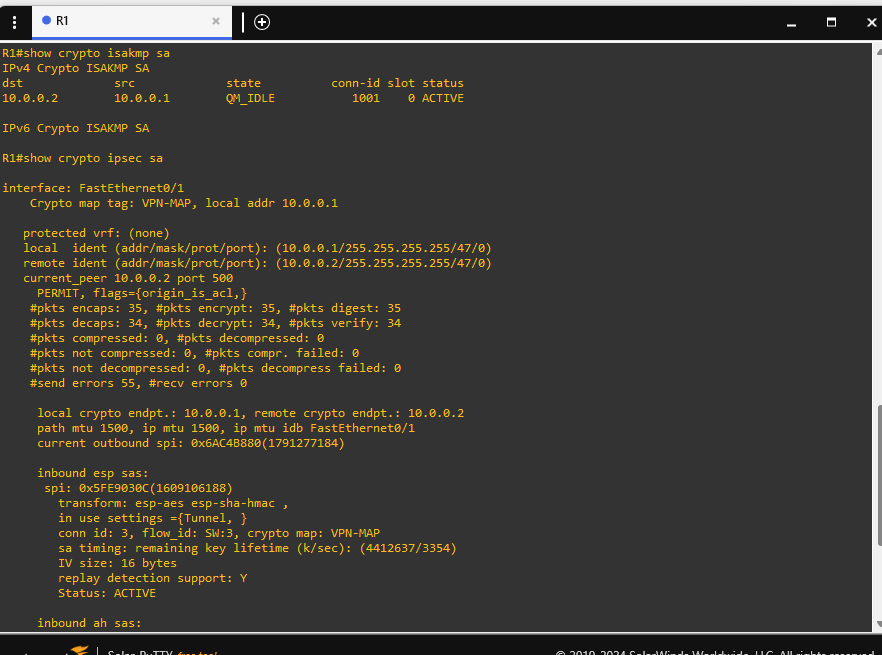 R1
R1#show crypto isakmp sa
IPv4 Crypto ISAKMP SA
dst             src             state          conn-id slot status
10.0.0.2        10.0.0.1        QM_IDLE           1001    0 ACTIVE
IPv6 Crypto ISAKMP SA
R1#show crypto ipsec sa
interface: FastEthernet0/1
    Crypto map tag: VPN-MAP, local addr 10.0.0.1
   protected vrf: (none)
   local  ident (addr/mask/prot/port): (10.0.0.1/255.255.255.255/47/0)
   remote ident (addr/mask/prot/port): (10.0.0.2/255.255.255.255/47/0)
   current_peer 10.0.0.2 port 500
     PERMIT, flags={origin_is_acl,}
    #pkts encaps: 35, #pkts encrypt: 35, #pkts digest: 35
    #pkts decaps: 34, #pkts decrypt: 34, #pkts verify: 34
    #pkts compressed: 0, #pkts decompressed: 0
    #pkts not compressed: 0, #pkts compr. failed: 0
    #pkts not decompressed: 0, #pkts decompress failed: 0
    #send errors 55, #recv errors 0
     local crypto endpt.: 10.0.0.1, remote crypto endpt.: 10.0.0.2
     path mtu 1500, ip mtu 1500, ip mtu idb FastEthernet0/1
     current outbound spi: 0x6AC4B880(1791277184)
     inbound esp sas:
      spi: 0x5FE9030C(1609106188)
        transform: esp-aes esp-sha-hmac ,
        in use settings ={Tunnel, }
        conn id: 3, flow_id: SW:3, crypto map: VPN-MAP
        sa timing: remaining key lifetime (k/sec): (4412637/3354)
        IV size: 16 bytes
        replay detection support: Y
        Status: ACTIVE
     inbound ah sas:
Solar-PuTTY free tool
© 2019-2024 SolarWinds Worldwide, LLC. All rights reserved.